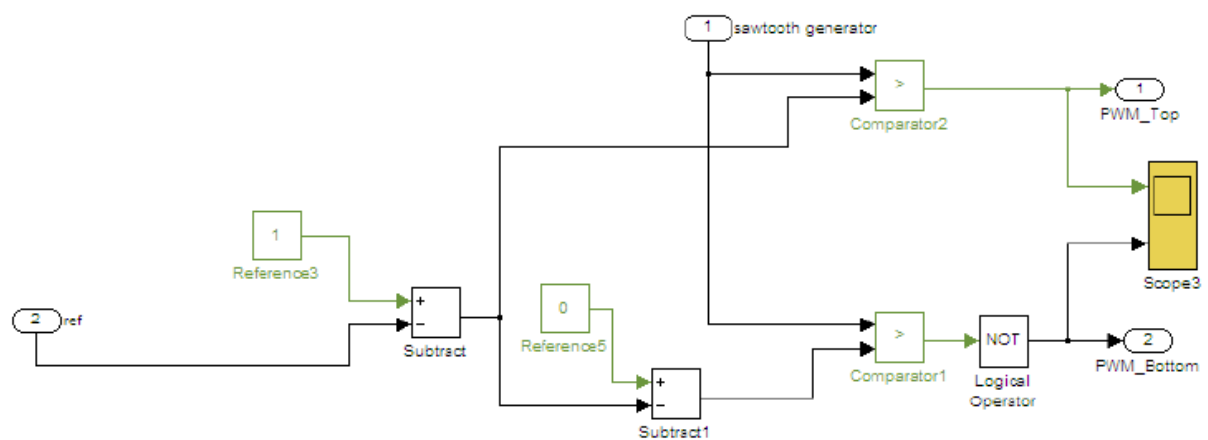 1
sawtooth generator
>
Comparator2
1
PWM_Top
1
Reference3
Scope3
2
ref
+
−
Subtract
0
Reference5
>
Comparator1
NOT
Logical
Operator
2
PWM_Bottom
+
−
Subtract1